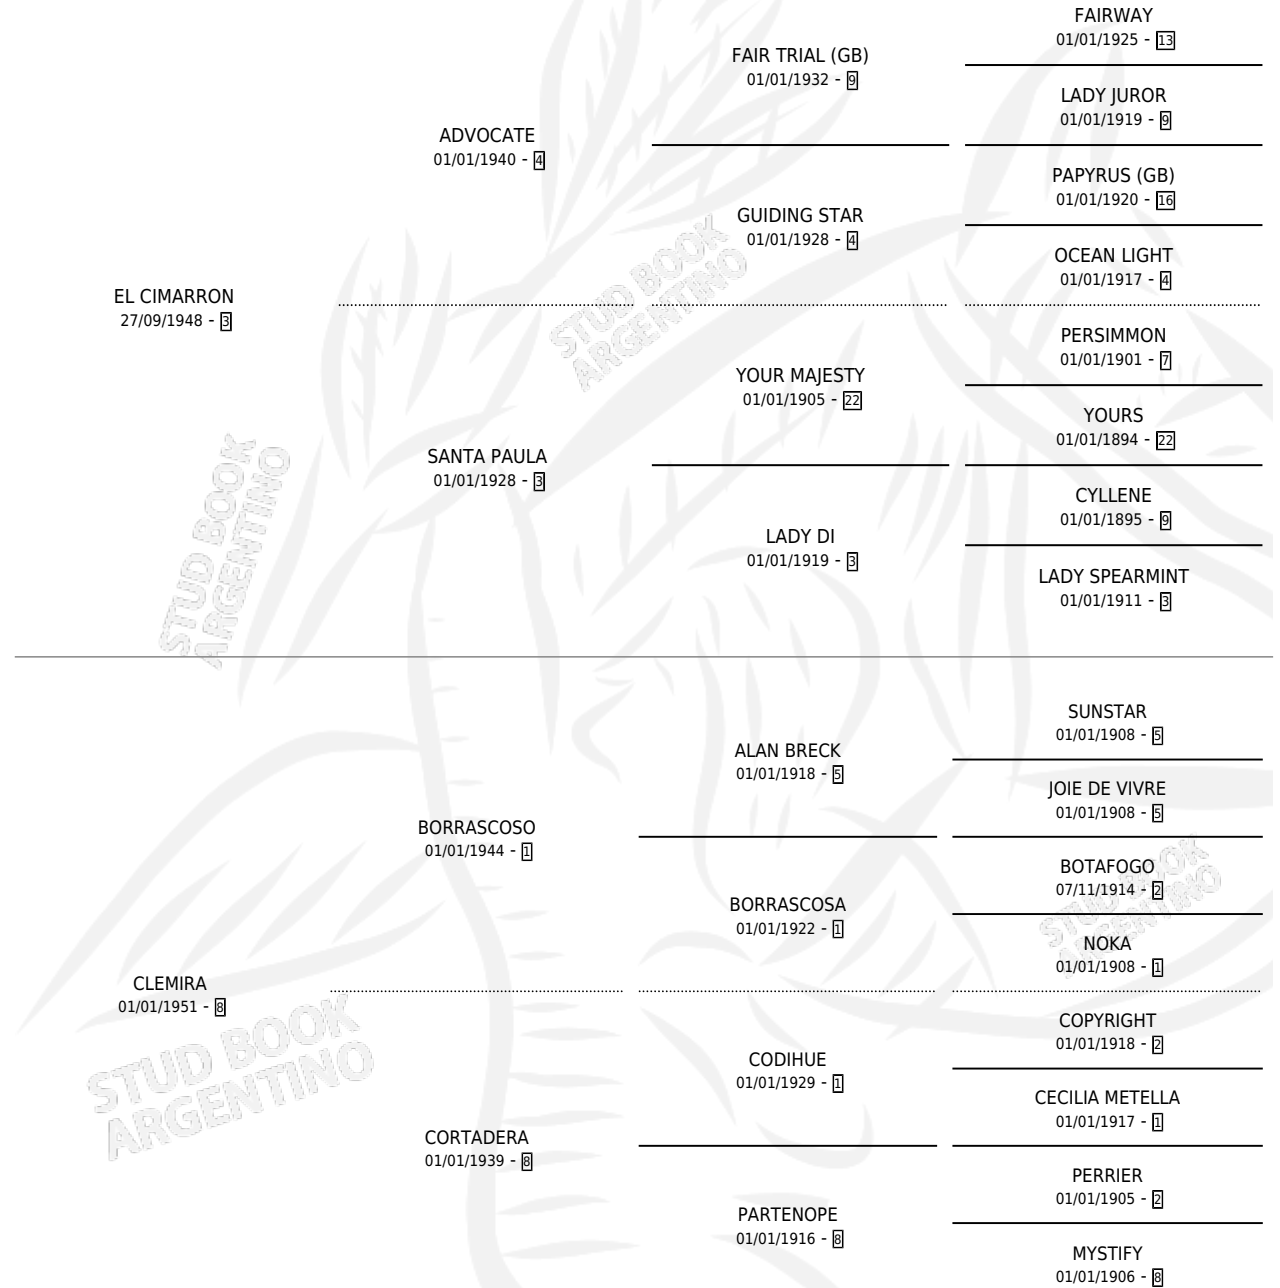 FAIRWAY
01/01/1925 - 13
FAIR TRIAL (GB)
01/01/1932 - 9
LADY JUROR
01/01/1919 - 9
ADVOCATE
01/01/1940 - 4
PAPYRUS (GB)
01/01/1920 - 16
GUIDING STAR
01/01/1928 - 4
OCEAN LIGHT
01/01/1917 - 4
EL CIMARRON
27/09/1948 - 3
PERSIMMON
01/01/1901 - 7
YOUR MAJESTY
01/01/1905 - 22
YOURS
01/01/1894 - 22
SANTA PAULA
01/01/1928 - 3
CYLLENE
01/01/1895 - 9
LADY DI
01/01/1919 - 3
LADY SPEARMINT
01/01/1911 - 3
STUD BOOK
ARGENTINO
STUD BOOK
ARGENTINO
SUNSTAR
01/01/1908 - 5
ALAN BRECK
01/01/1918 - 5
JOIE DE VIVRE
01/01/1908 - 5
BORRASCOSO
01/01/1944 - 1
BOTAFOGO
07/11/1914 - 2
BORRASCOSA
01/01/1922 - 1
NOKA
01/01/1908 - 1
CLEMIRA
01/01/1951 - 8
COPYRIGHT
01/01/1918 - 2
CODIHUE
01/01/1929 - 1
CECILIA METELLA
01/01/1917 - 1
CORTADERA
01/01/1939 - 8
PERRIER
01/01/1905 - 2
PARTENOPE
01/01/1916 - 8
MYSTIFY
01/01/1906 - 8
STUD BOOK
ARGENTINO
STUD BOOK
ARGENTINO